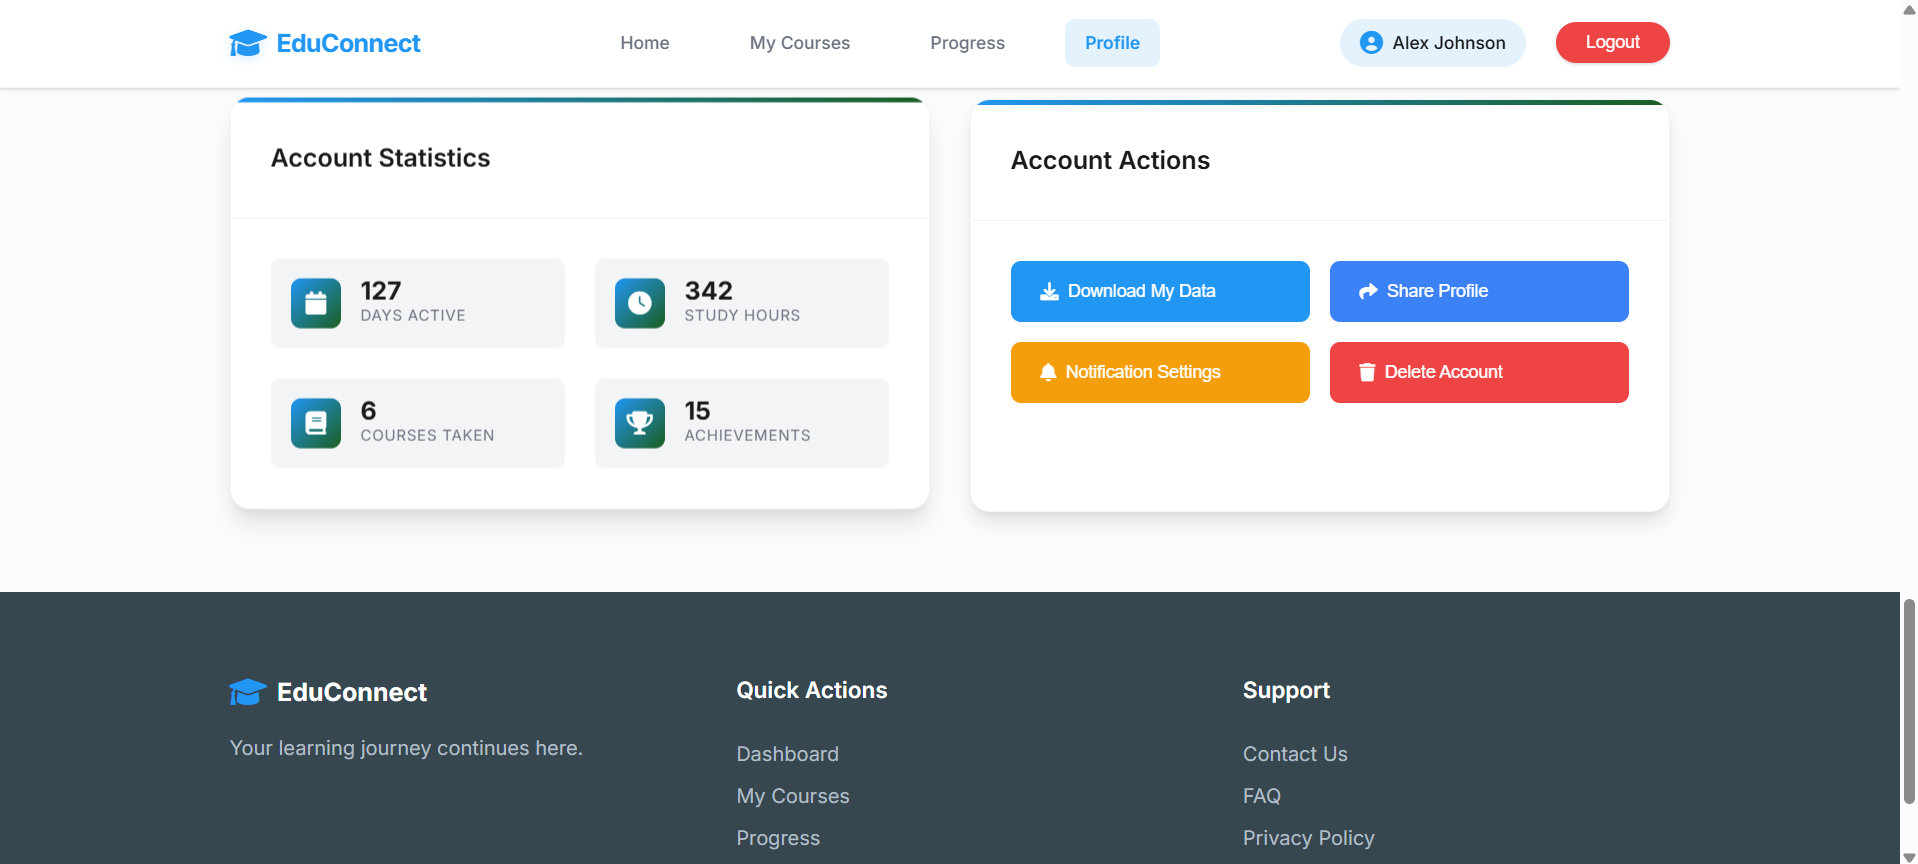 EduConnect
Home
My Courses
Progress
Profile
Alex Johnson
Logout
Account Statistics
127
DAYS ACTIVE
342
STUDY HOURS
6
COURSES TAKEN
15
ACHIEVEMENTS
Account Actions
Download My Data
Share Profile
Notification Settings
Delete Account
EduConnect
Your learning journey continues here.
Quick Actions
Dashboard
My Courses
Progress
Support
Contact Us
FAQ
Privacy Policy